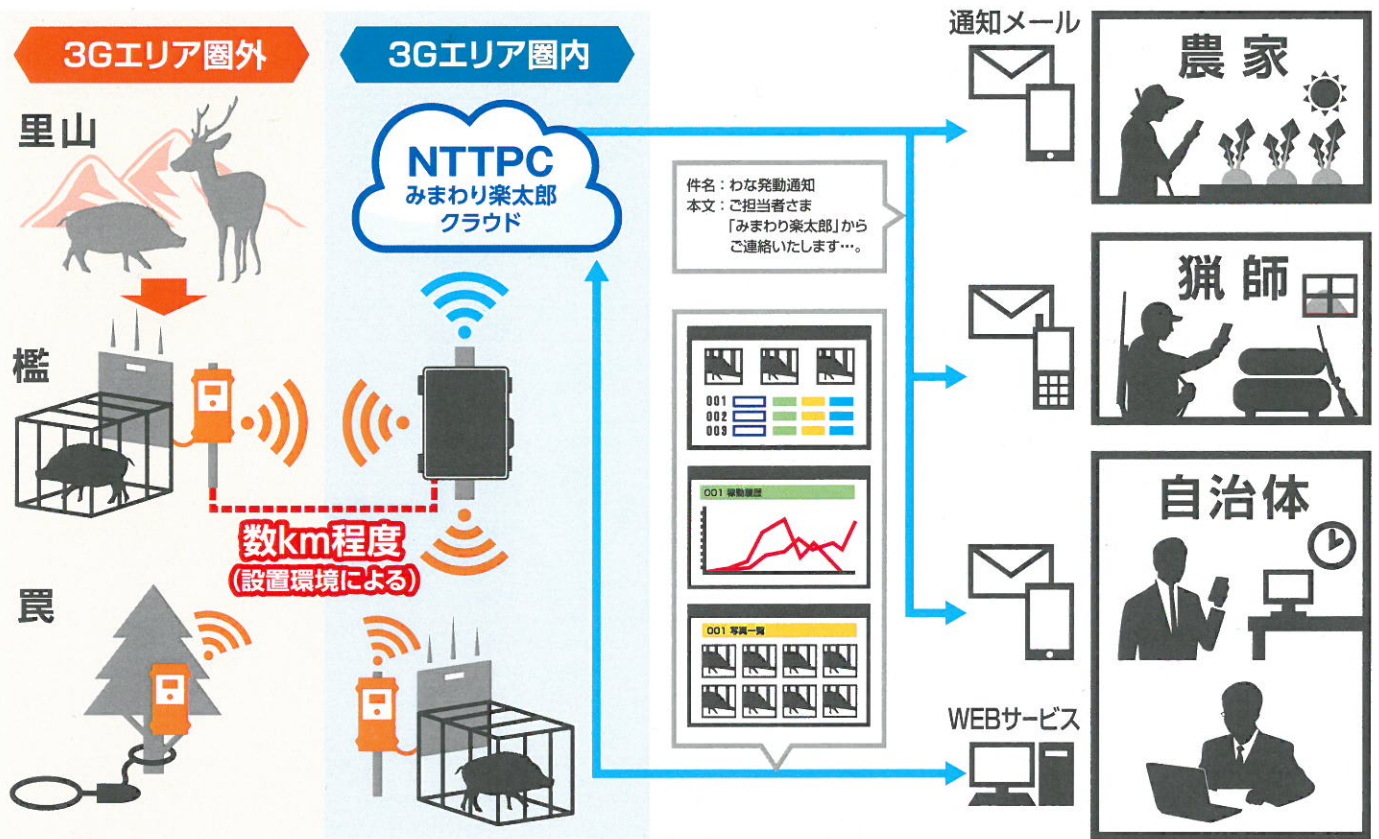 3Gエリア圏外
3Gエリア圏内
里山
檻
罠
NTTPC
みまわり楽太郎
クラウド
数km程度
(設置環境による)
件名：わな発動通知
本文：ご担当者さま
「みまわり楽太郎」から
ご連絡いたします…。
001
002
003
001 稼動履歴
001 写真一覧
通知メール
WEBサービス
農家
猟師
自治体